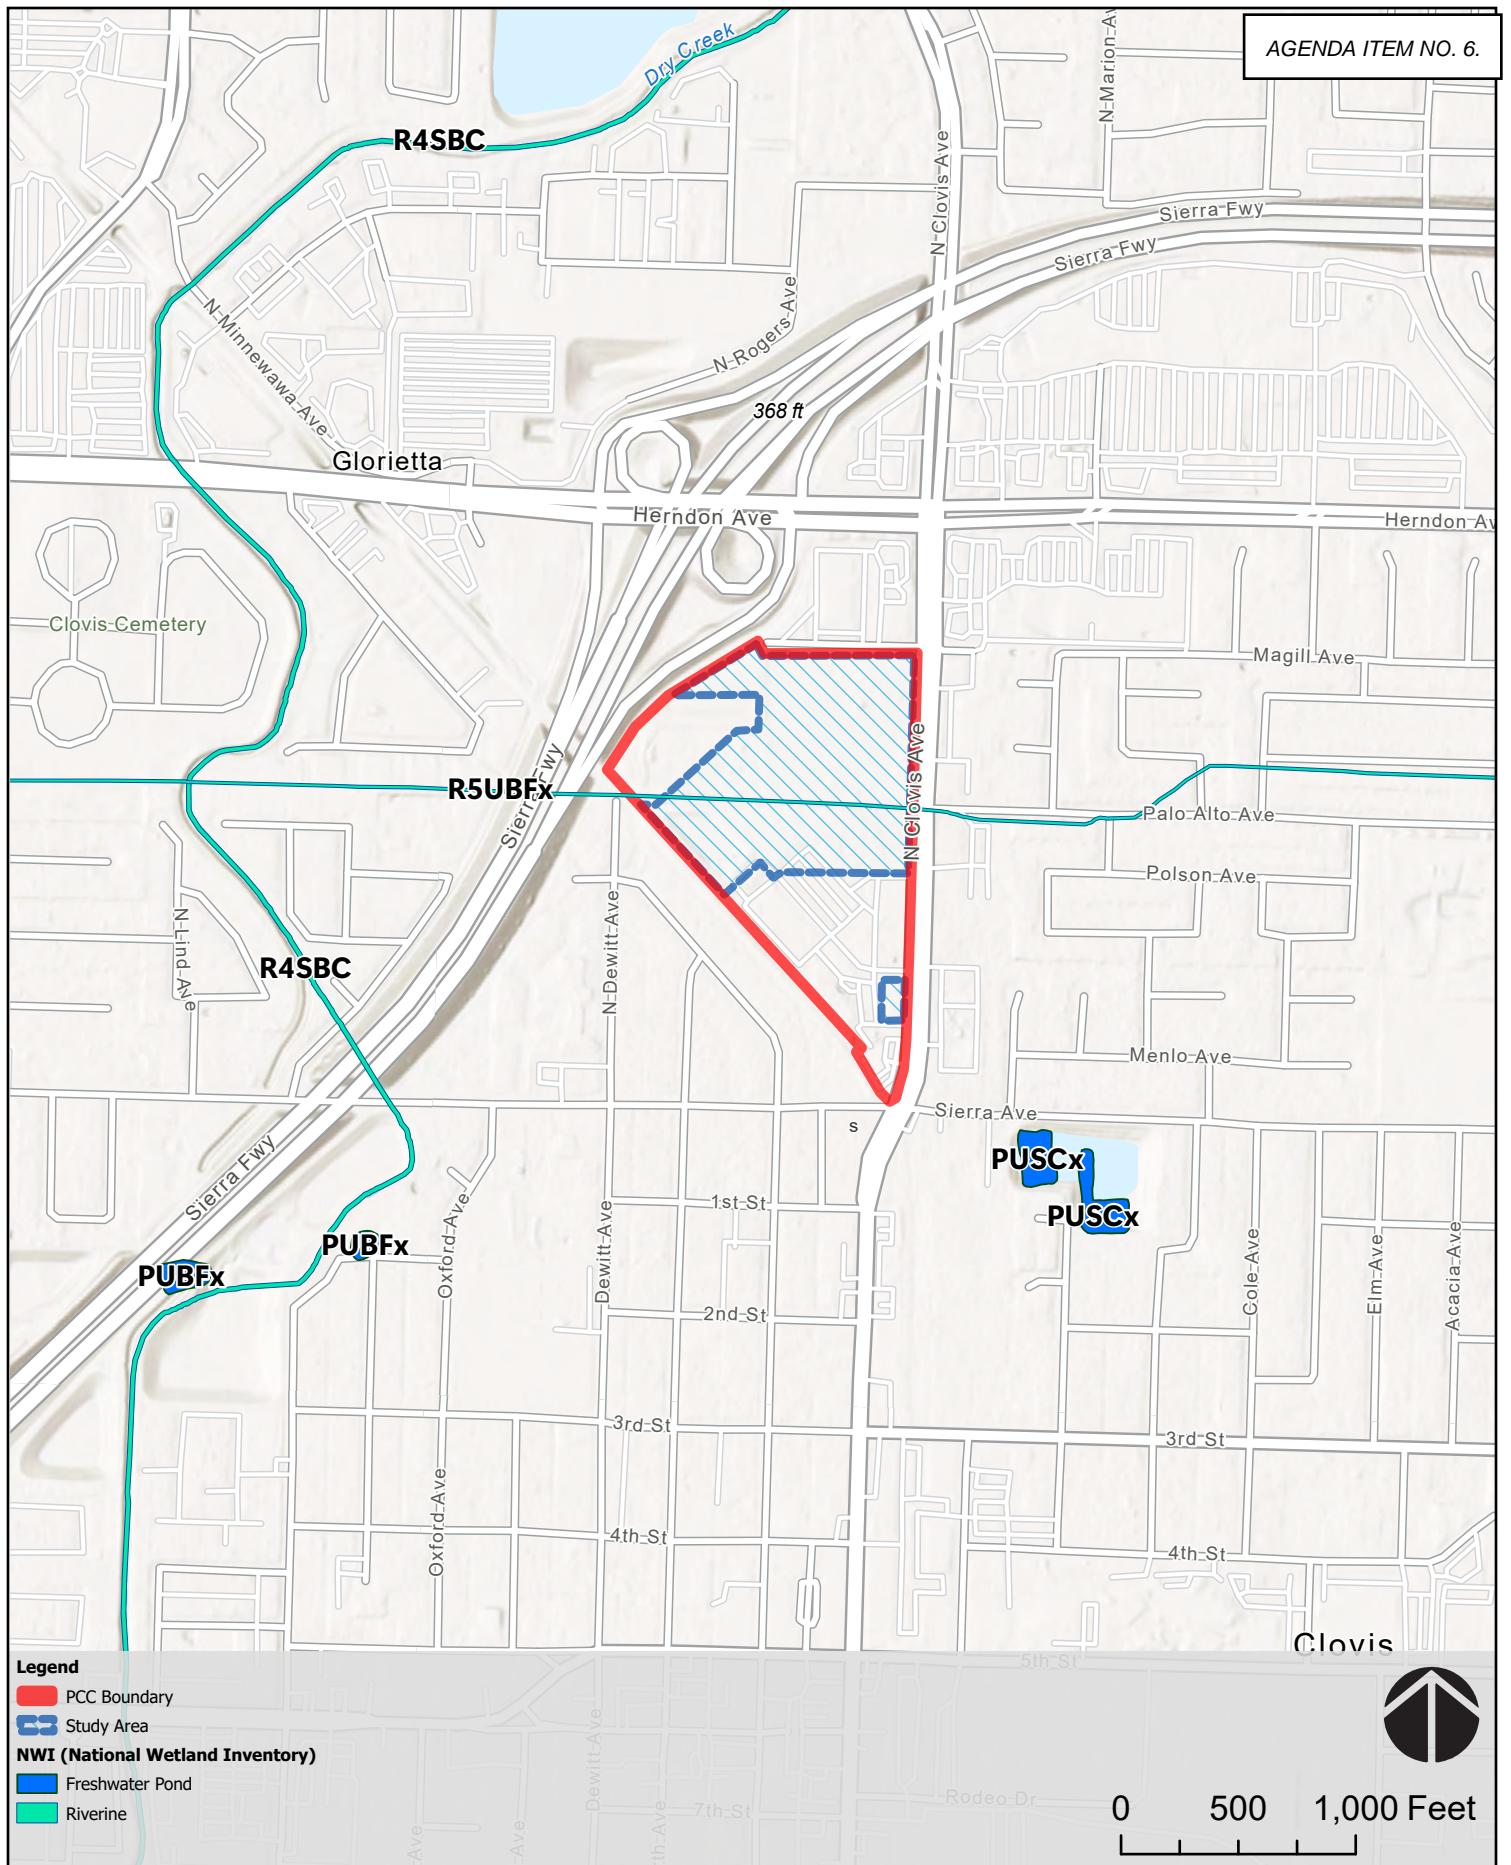 AGENDA ITEM NO. 6.
Dry Creek
N Marion Av
R4SBC
N Clovis Ave
Sierra Fwy
Sierra Fwy
N Minnewawa Ave
N Rogers Ave
368 ft
Glorietta
Herndon Ave
Herndon Av
Clovis Cemetery
Magill Ave
N Clovis Ave
Sierra Fwy
R5UBFx
Palo Alto Ave
Polson Ave
N Lind Ave
N Dewitt Ave
R4SBC
Menlo Ave
Sierra Ave
s
Sierra Fwy
PUSCx
1st St
PUSCx
Oxford Ave
Dewitt Ave
PUBFx
PUBFx
Cole Ave
Elm Ave
Acacia Ave
2nd St
3rd St
3rd St
Oxford Ave
4th St
4th St
Clovis
5th St
Legend
PCC Boundary
Study Area
NWI (National Wetland Inventory)
Freshwater Pond
Riverine
Dewitt Ave
7th St
Rodeo Dr
Ave
Ave
th Ave
0 500 1,000 Feet